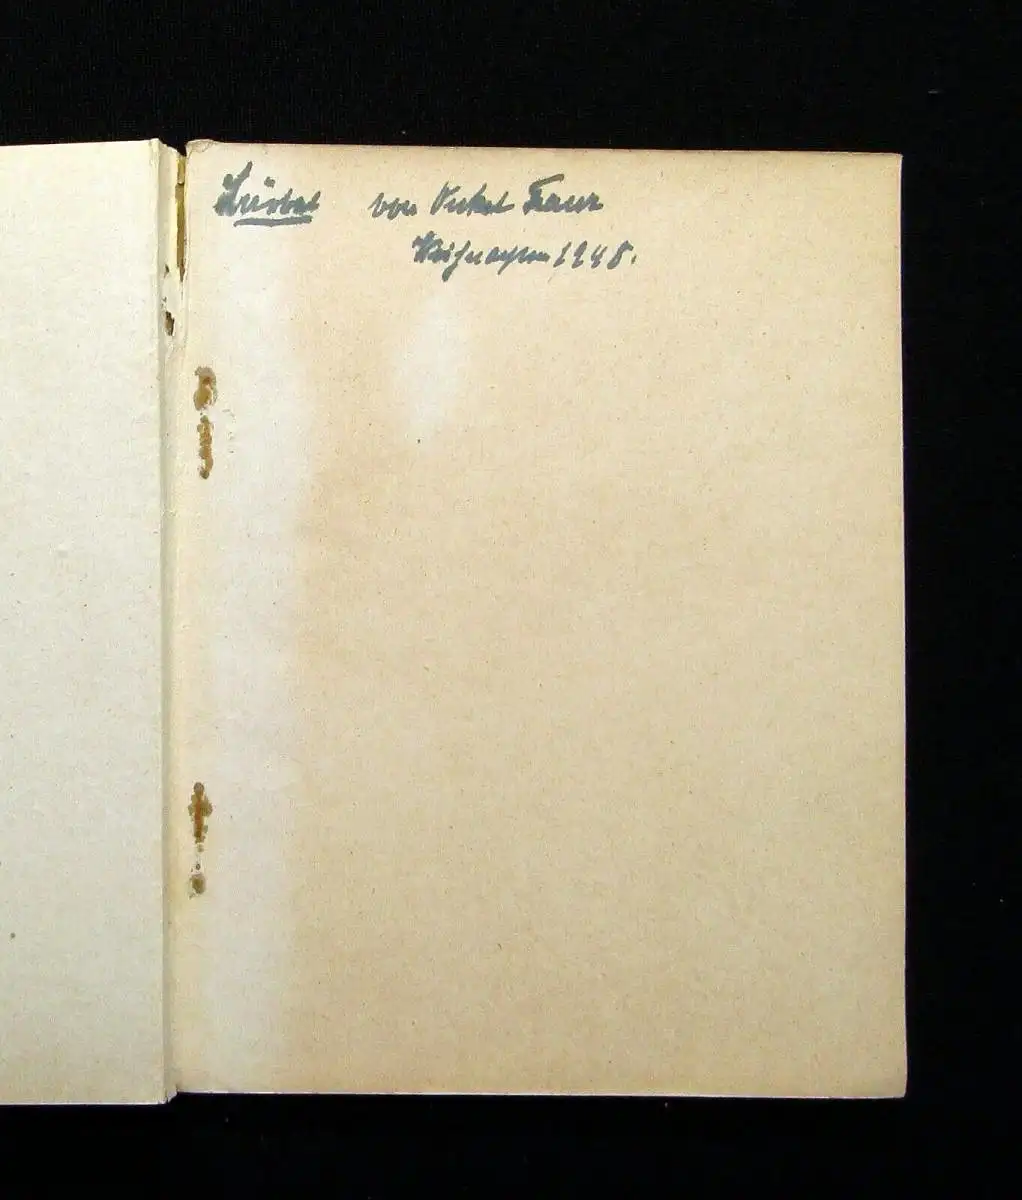 von Onkel Franz
Weihnachten 1948.